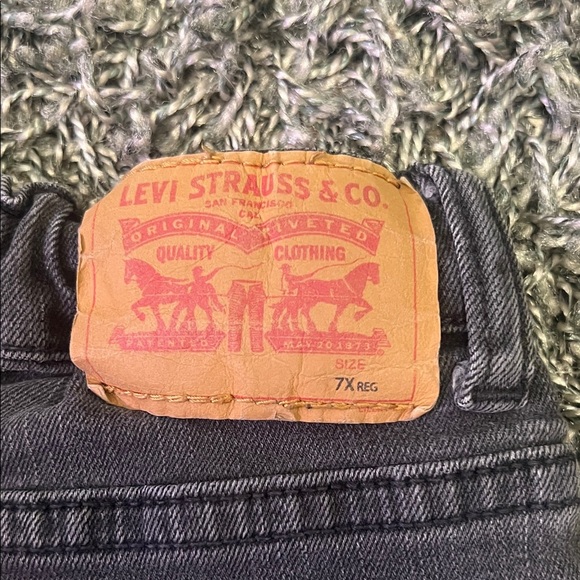 LEVI STRAUSS & CO.
SAN FRANCISCO
CAL
ORIGINAL RIVETED
QUALITY CLOTHING
PATENTED MAY 20 1873
SIZE
7X REG